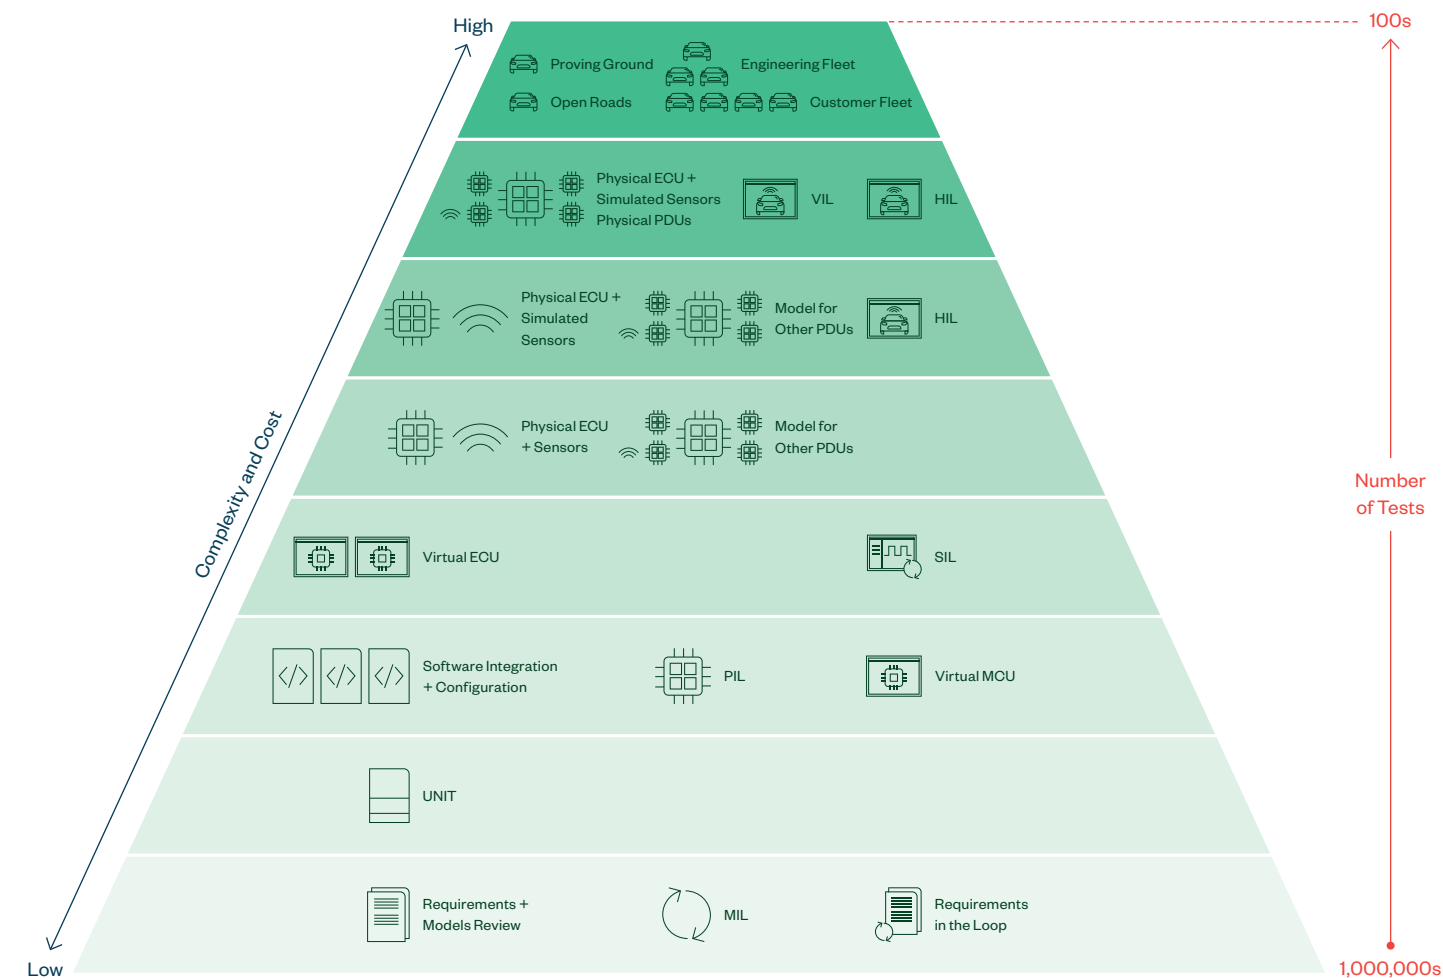 High
100s
Proving Ground
Engineering Fleet
Open Roads
Customer Fleet
Physical ECU +
Simulated Sensors
Physical PDUs
VIL
HIL
Physical ECU +
Simulated
Sensors
Model for
Other PDUs
HIL
Physical ECU
+ Sensors
Model for
Other PDUs
Complexity and Cost
Number
of Tests
Virtual ECU
SIL
Software Integration
+ Configuration
PIL
Virtual MCU
UNIT
Requirements +
Models Review
MIL
Requirements
in the Loop
Low
1,000,000s